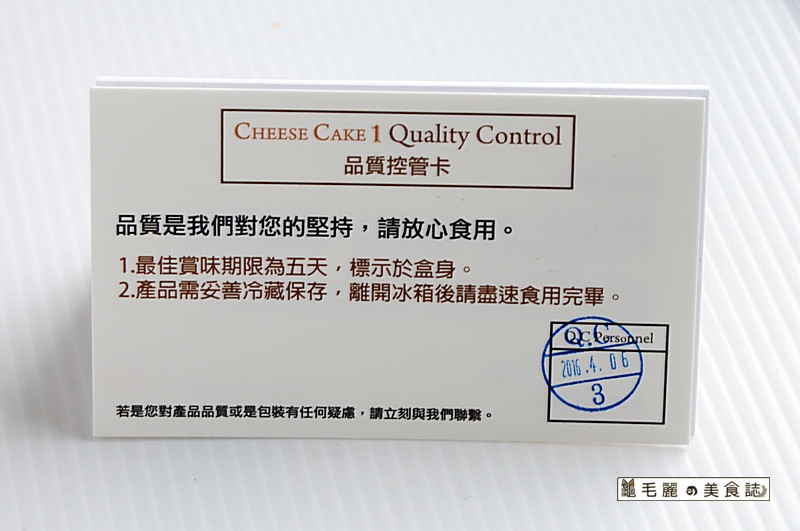 CHEESE CAKE 1 Quality Control
品質控管卡
品質是我們對您的堅持，請放心食用。
1.最佳賞味期限為五天，標示於盒身。
2.產品需妥善冷藏保存，離開冰箱後請盡速食用完畢。
Q.C Personnel
Q.C
2016.4.06
3
若是您對產品品質或是包裝有任何疑慮，請立刻與我們聯繫。
毛麗の美食誌